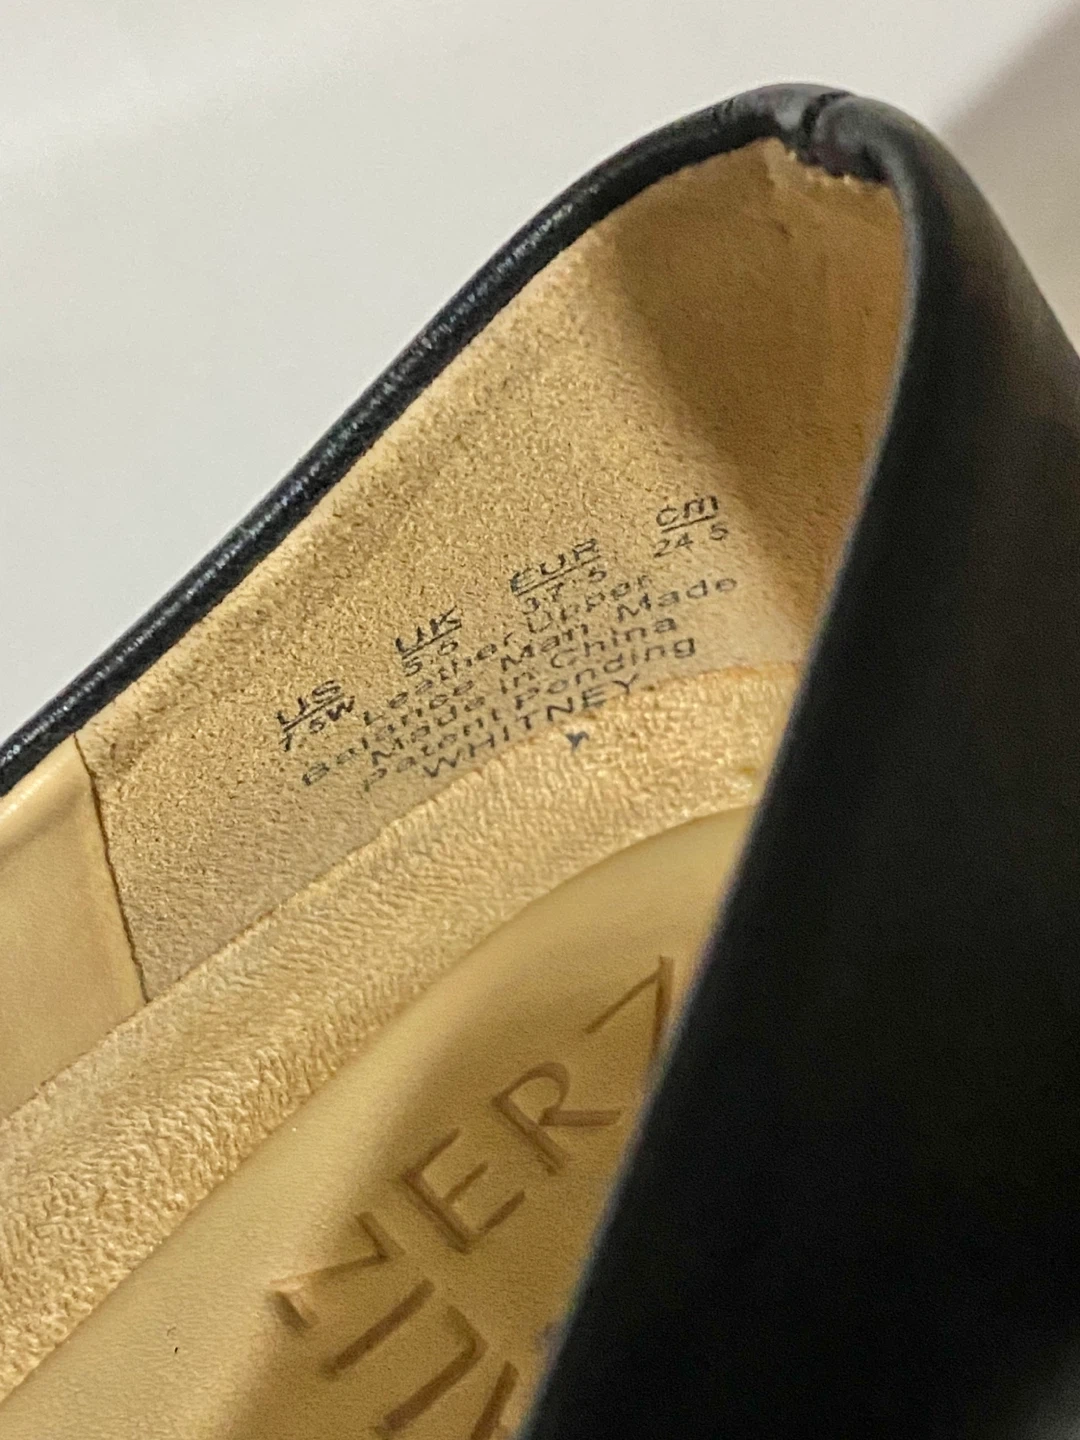 US UK EUR cm
7.5W 5.5 37.5 24.5
Leather Upper
Balance Man Made
Made in China
Patent Pending
WHITNEY